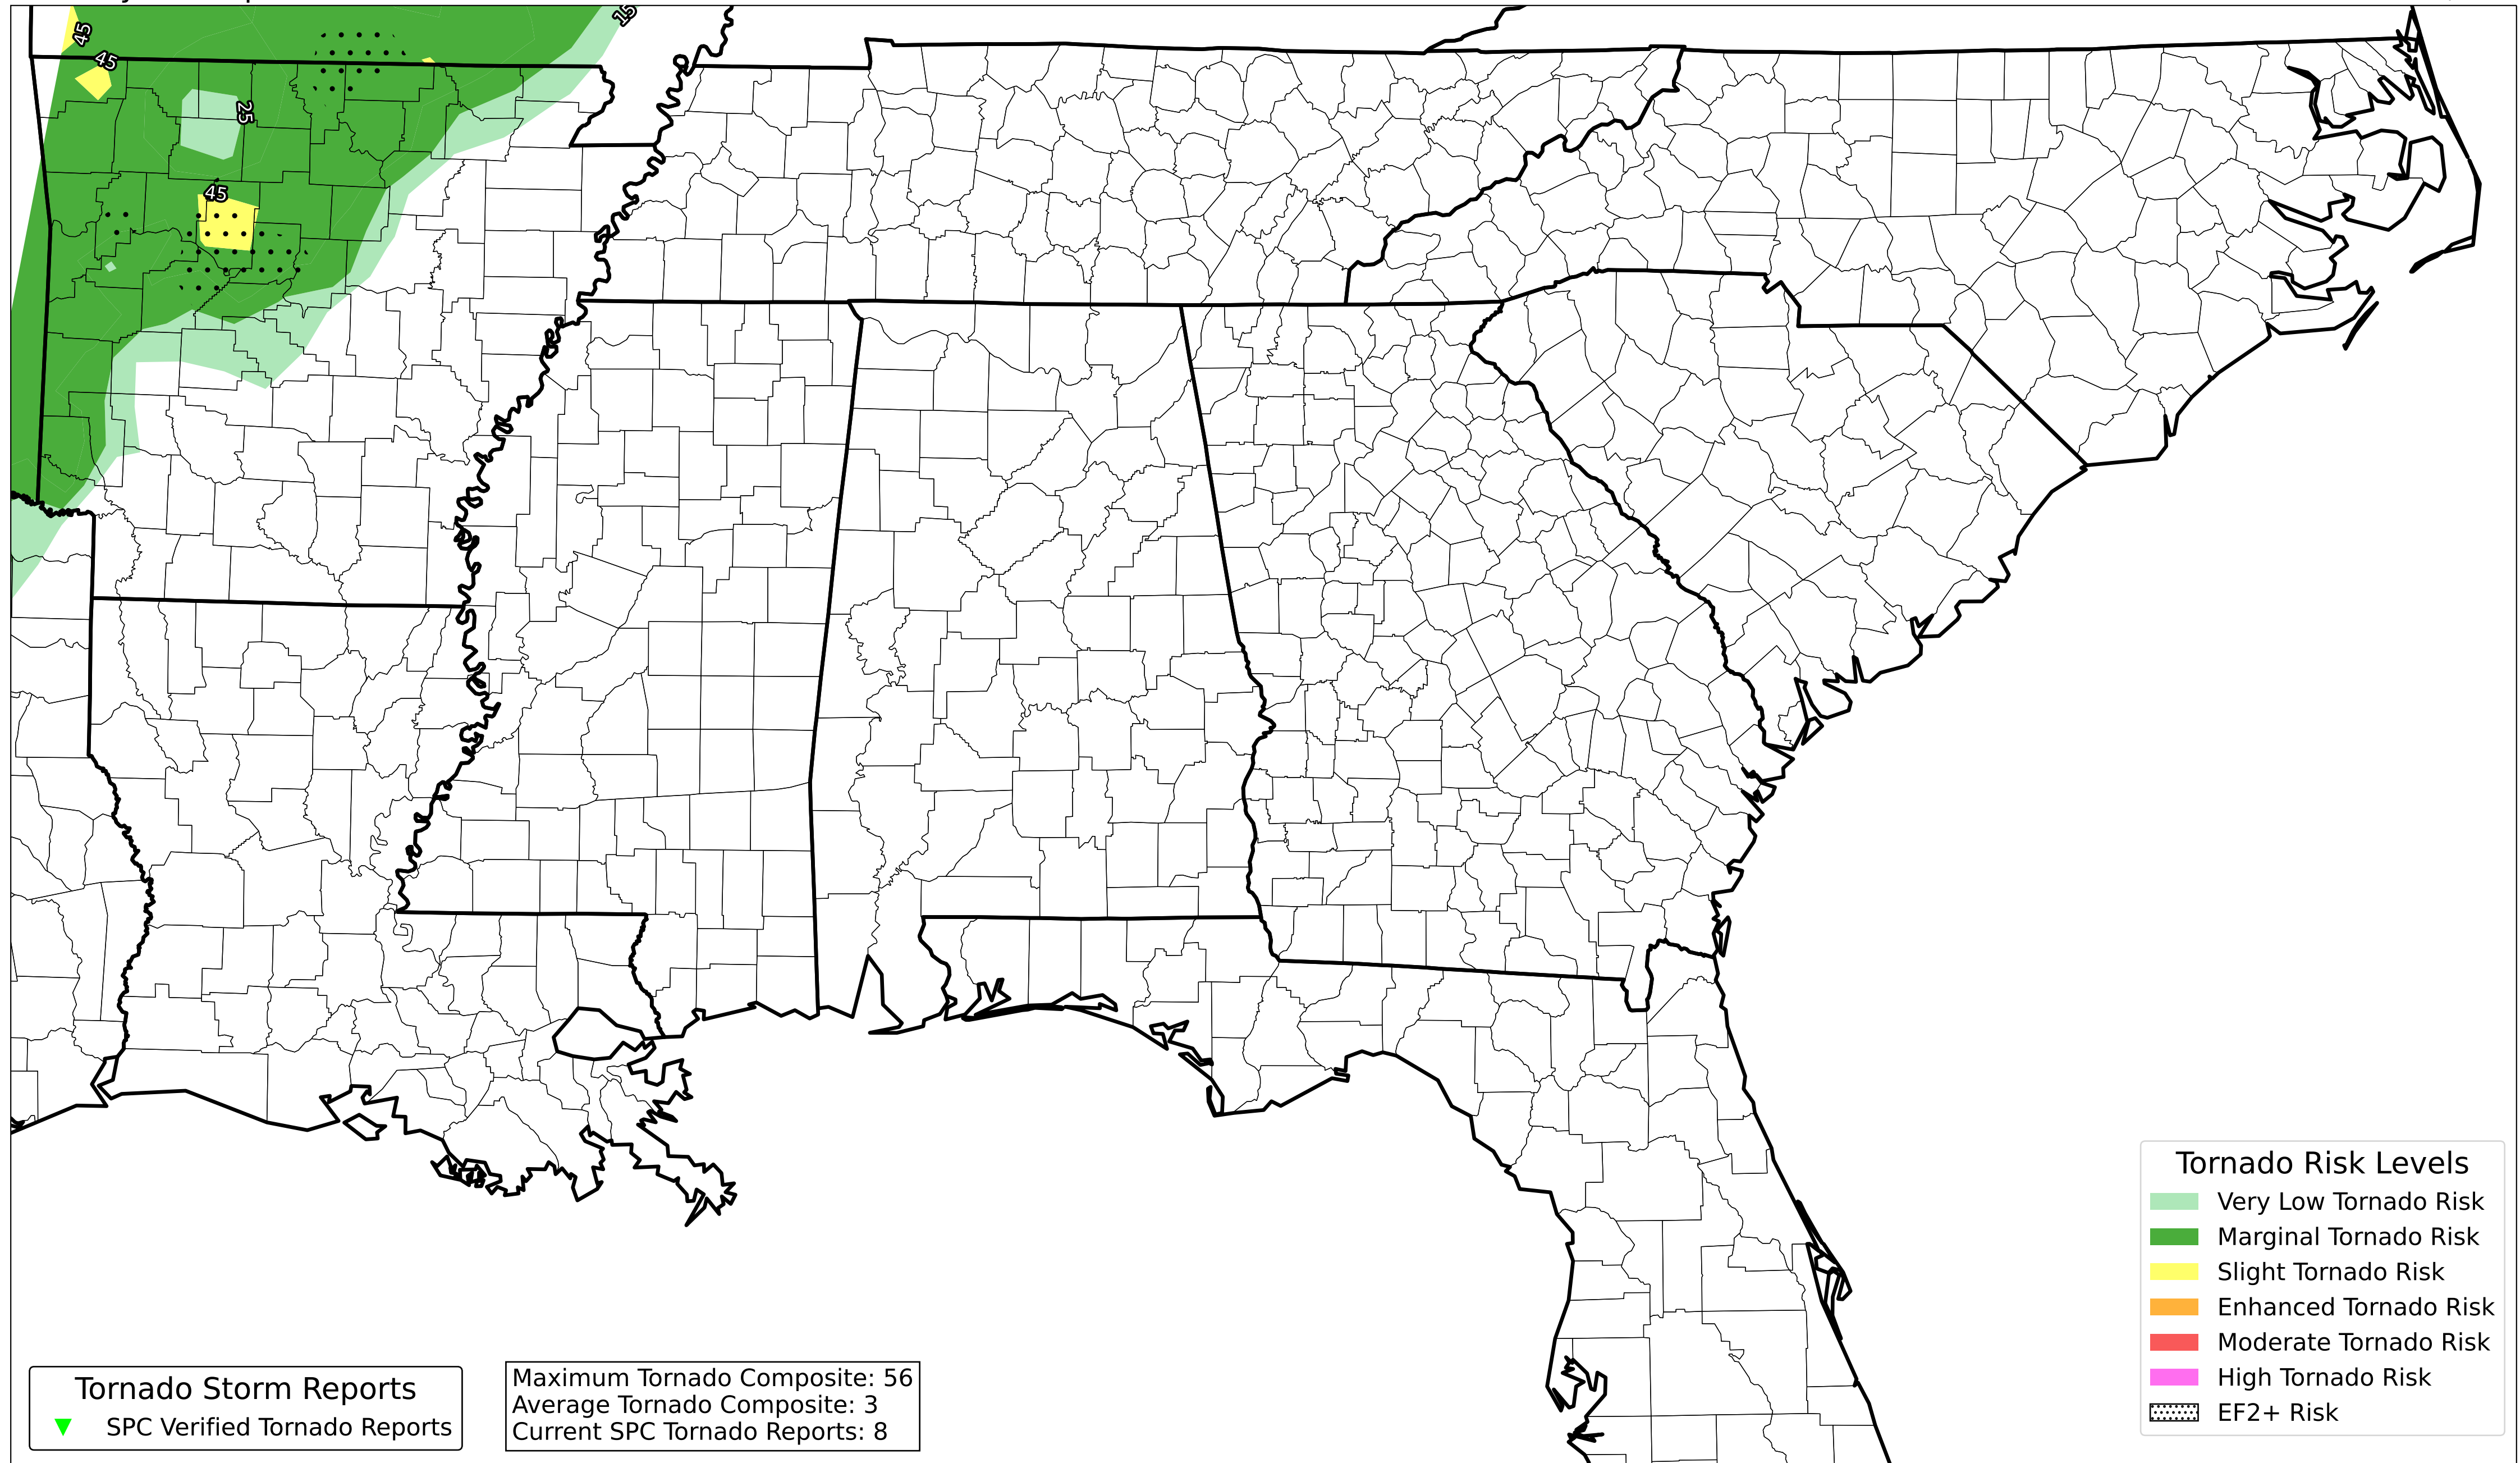 15
45
45
25
45
Tornado Risk Levels
Very Low Tornado Risk
Marginal Tornado Risk
Slight Tornado Risk
Enhanced Tornado Risk
Moderate Tornado Risk
High Tornado Risk
EF2+ Risk
Tornado Storm Reports
SPC Verified Tornado Reports
Maximum Tornado Composite: 56
Average Tornado Composite: 3
Current SPC Tornado Reports: 8